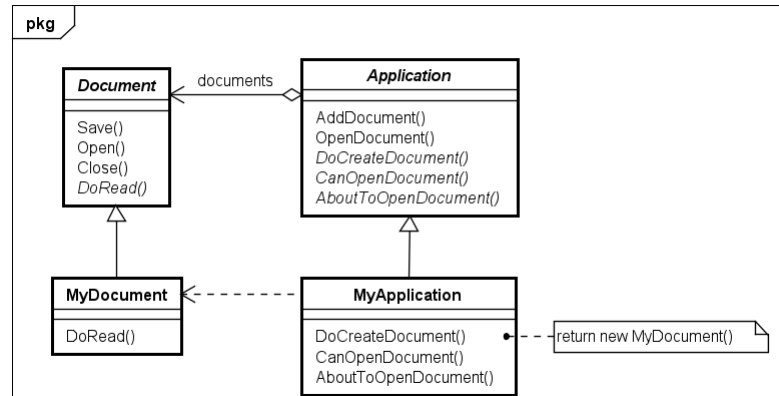 pkg
Document
Save()
Open()
Close()
DoRead()
documents
Application
AddDocument()
OpenDocument()
DoCreateDocument()
CanOpenDocument()
AboutToOpenDocument()
MyDocument
DoRead()
MyApplication
DoCreateDocument()
CanOpenDocument()
AboutToOpenDocument()
return new MyDocument()